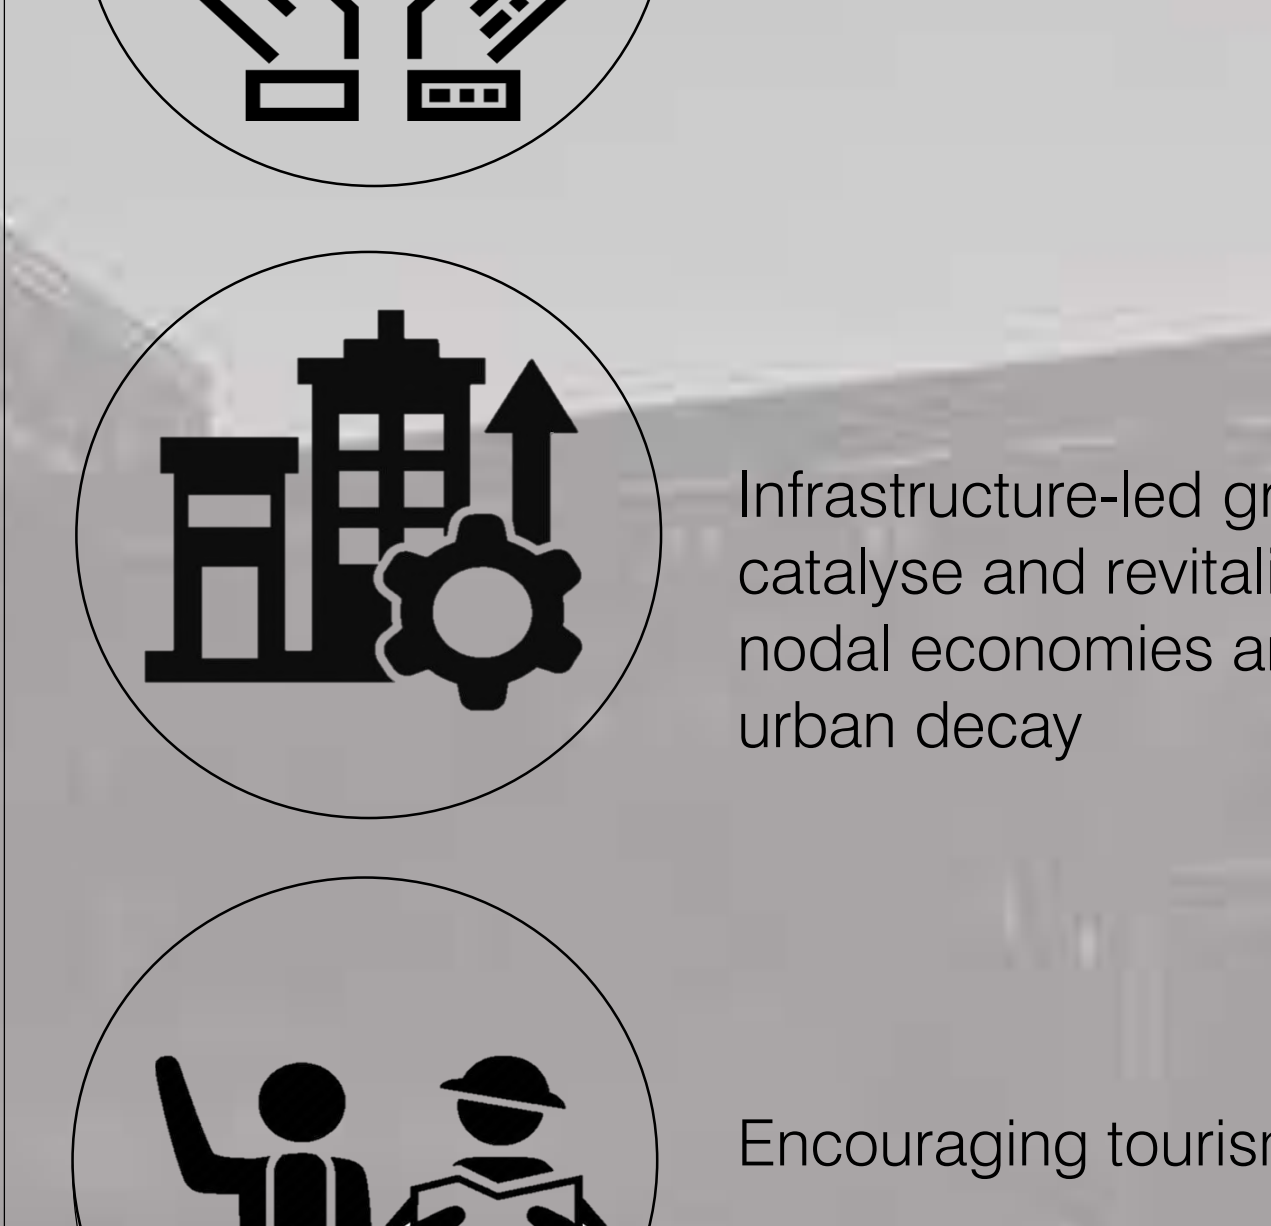 Infrastructure-led gr
catalyse and revitali
nodal economies a
urban decay
Encouraging touris